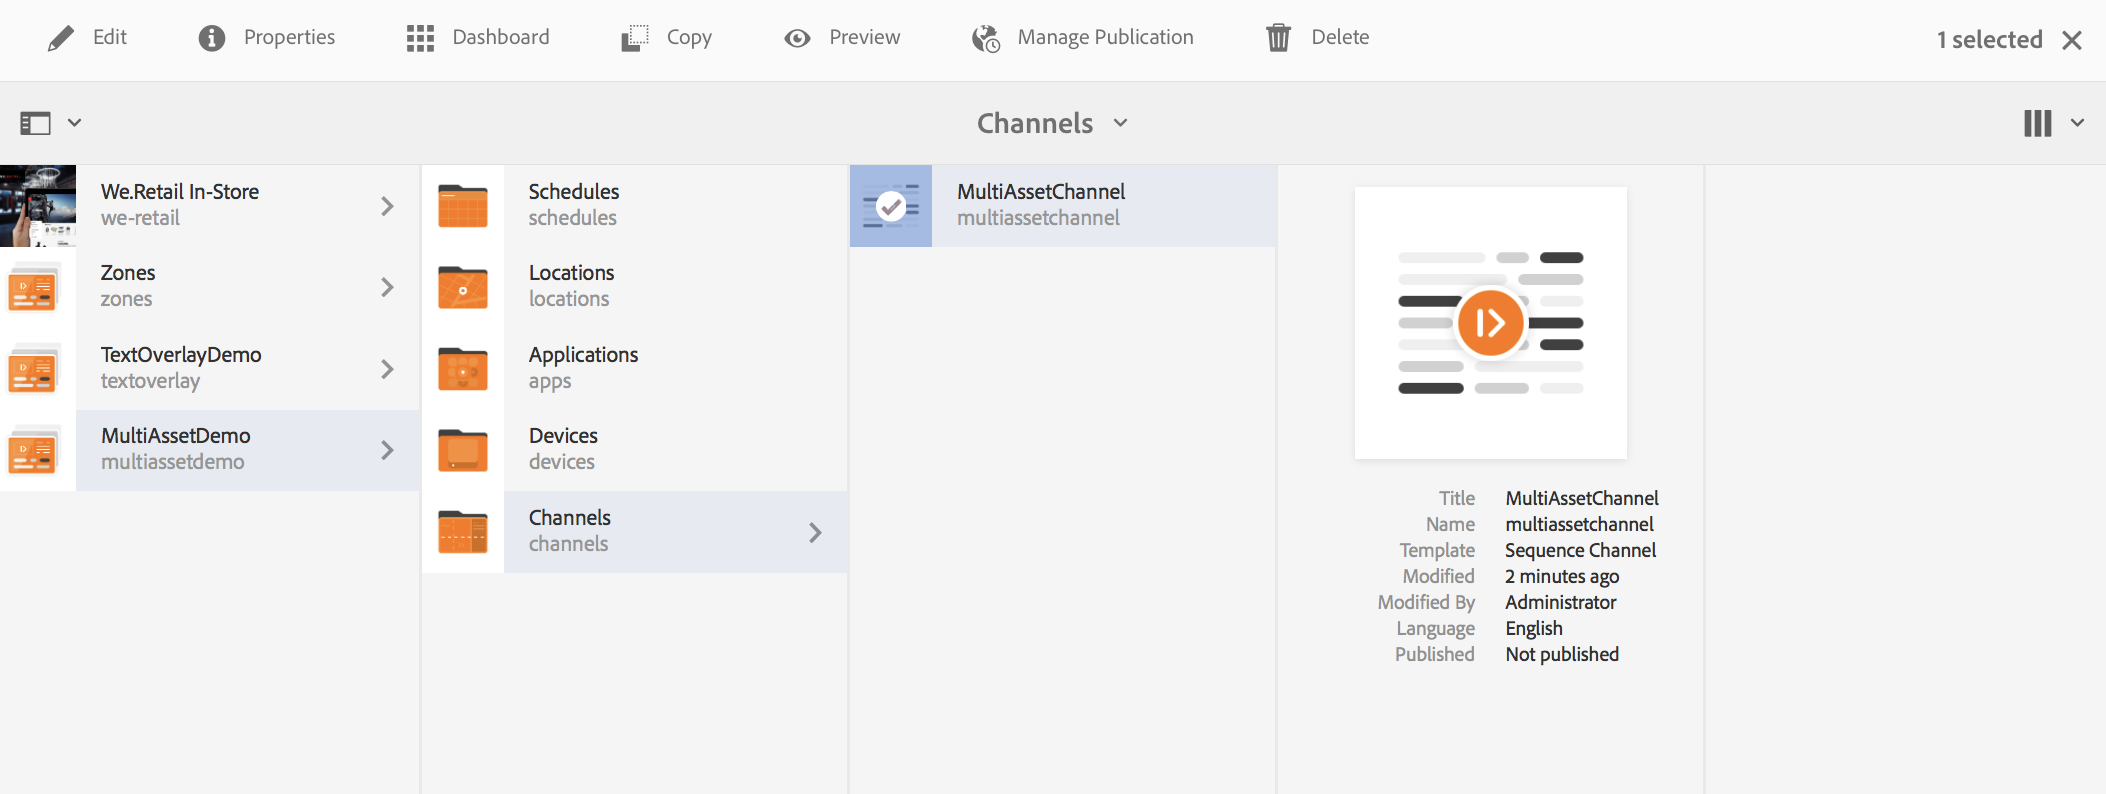 Edit
Properties
Dashboard
Copy
Preview
Manage Publication
Delete
1 selected
Channels
We.Retail In-Store
we-retail
Zones
zones
TextOverlayDemo
textoverlay
MultiAssetDemo
multiassetdemo
Schedules
schedules
Locations
locations
Applications
apps
Devices
devices
Channels
channels
MultiAssetChannel
multiassetchannel
Title MultiAssetChannel
Name multiassetchannel
Template Sequence Channel
Modified 2 minutes ago
Modified By Administrator
Language English
Published Not published